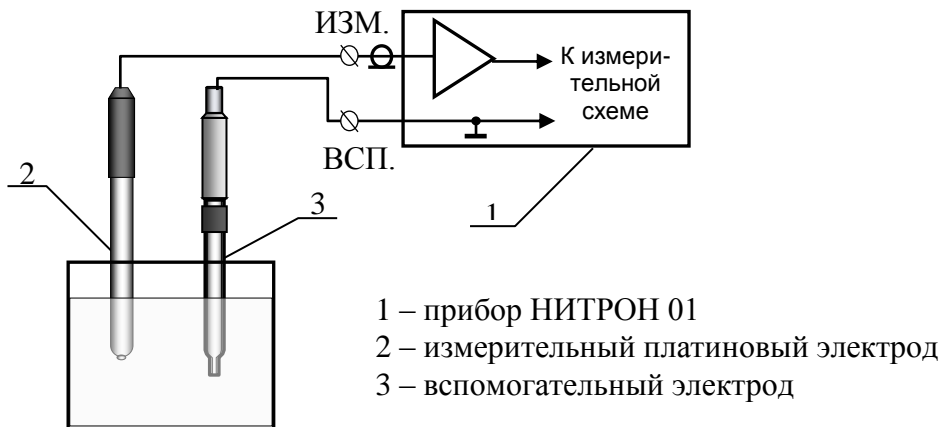 ИЗМ.
К измери-
тельной
схеме
ВСП.
2
3
1
1 – прибор НИТРОН 01
2 – измерительный платиновый электрод
3 – вспомогательный электрод